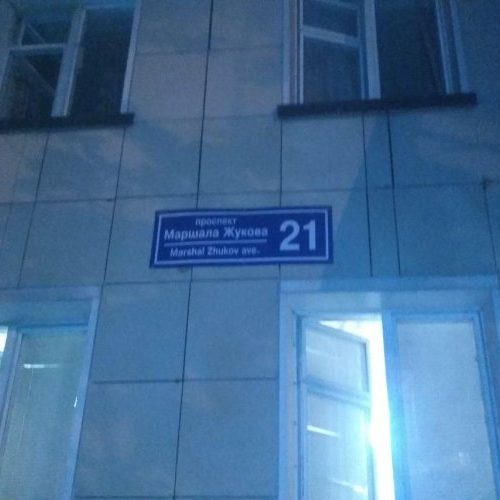 проспект
Маршала Жукова
Marshal Zhukov ave.
21